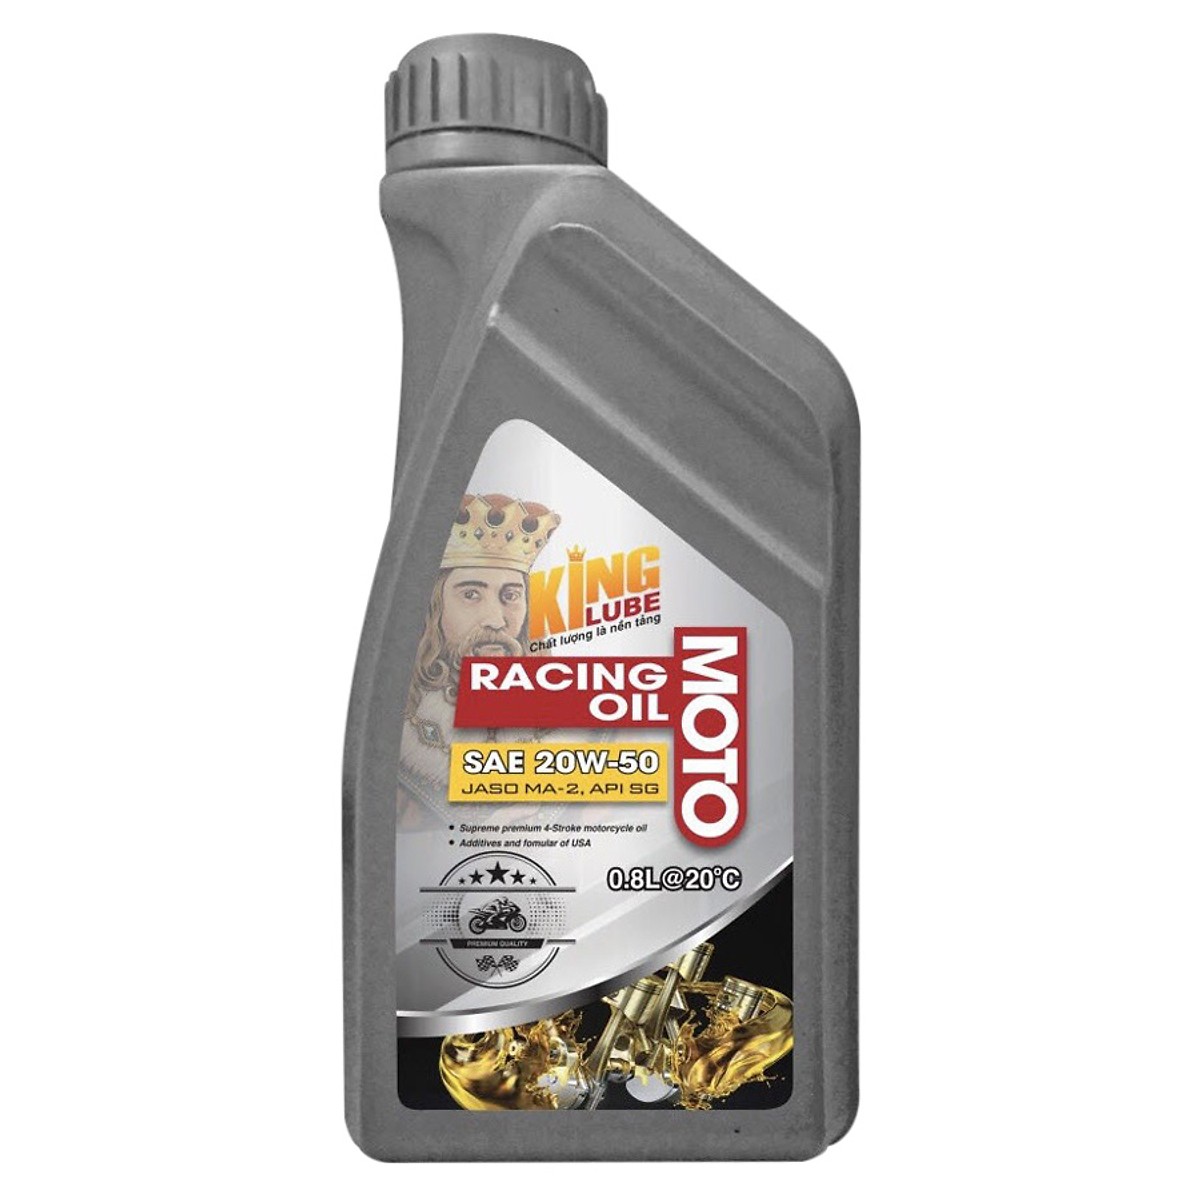 KING
LUBE
Chất lượng là nền tảng
RACING
OIL
MOTO
SAE 20W-50
JASO MA-2, API SG
• Supreme premium 4-Stroke motorcycle oil
• Additives and fomular of USA
0.8L@20°C
PREMIUM QUALITY